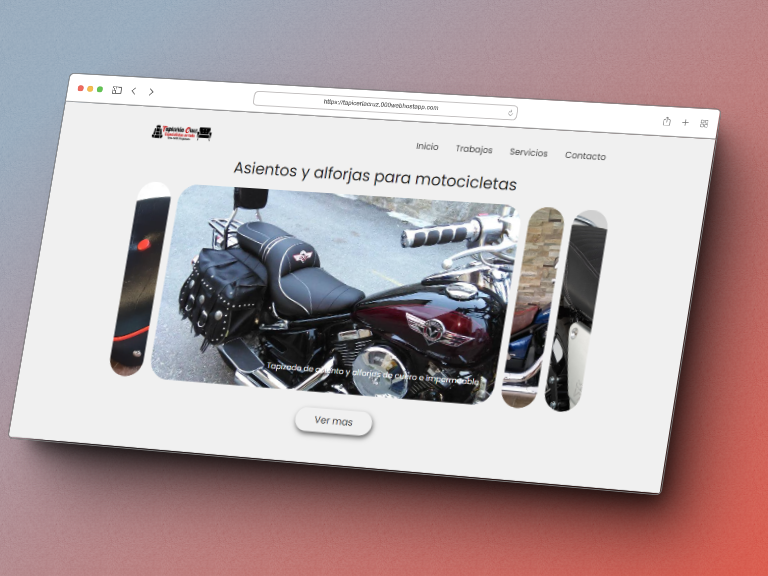 https://tapiceriacruz.000webhostapp.com
Tapiceria Cruz
Inicio Trabajos Servicios Contacto
Asientos y alforjas para motocicletas
Tapizado de asiento y alforjas de cuero e impermeable
Ver mas